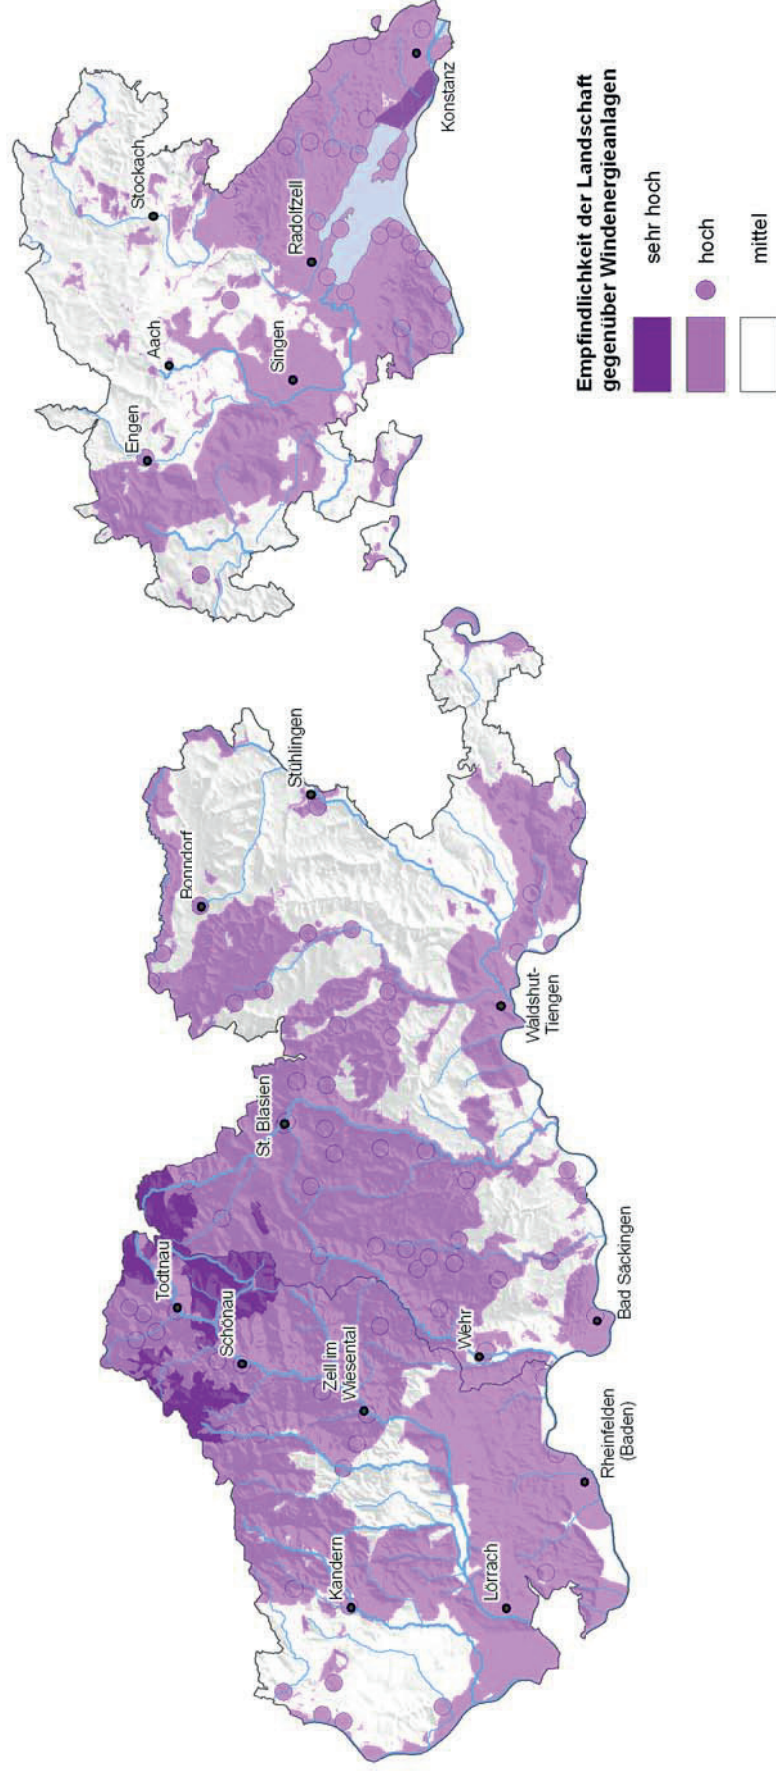 Stockach
Aach
Engen
Radolfzell
Singen
Konstanz
Bonndorf
Stühlingen
St. Blasien
Todtnau
Schönau
Zell im
Wiesental
Wehr
Waldshut-
Tiengen
Bad Säckingen
Kandern
Lörrach
Rheinfelden
(Baden)
Empfindlichkeit der Landschaft
gegenüber Windenergieanlagen
sehr hoch
hoch
mittel